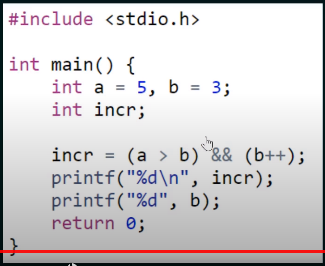 #include <stdio.h>
int main() {
int a = 5, b = 3;
int incr;
incr = (a > b) && (b++);
printf("%d\n", incr);
printf("%d", b);
return 0;
}